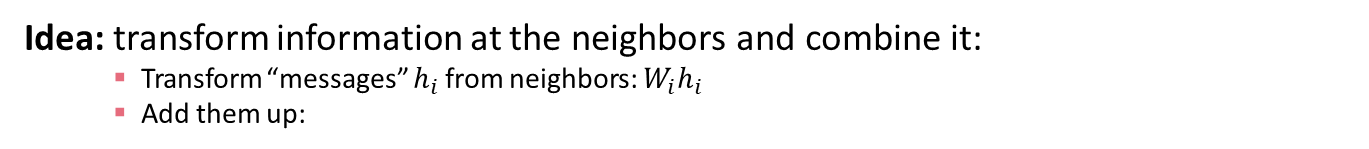 Idea: transform information at the neighbors and combine it:
▪ Transform “messages” hᵢ from neighbors: Wᵢhᵢ
▪ Add them up: